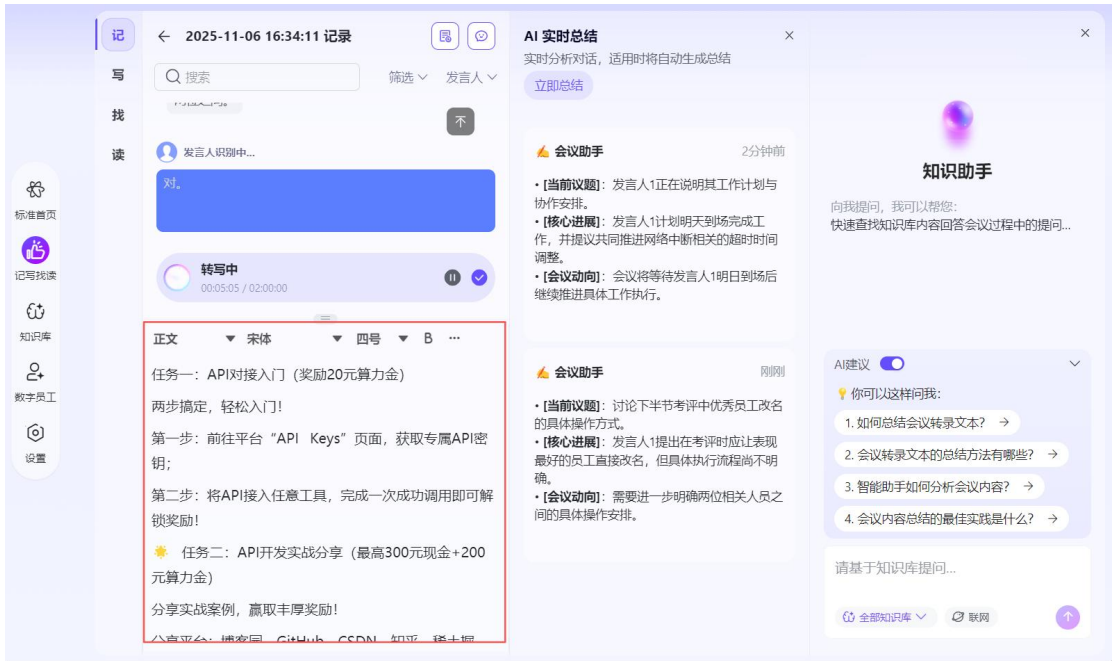 标准首页
记写找读
知识库
数字员工
设置
记
写
找
读
2025-11-06 16:34:11 记录
搜索
筛选
发言人
发言人识别中...
对。
转写中
00:05:05 / 02:00:00
正文 宋体 四号 B ···
任务一：API对接入门（奖励20元算力金）
两步搞定，轻松入门！
第一步：前往平台“API Keys”页面，获取专属API密
钥；
第二步：将API接入任意工具，完成一次成功调用即可解
锁奖励！
任务二：API开发实战分享（最高300元现金+200
元算力金）
分享实战案例，赢取丰厚奖励！
分享平台：博客园、GitHub、CSDN、知乎、稀土掘
AI 实时总结
实时分析对话，适用时将自动生成总结
立即总结
会议助手 2分钟前
• [当前议题]：发言人1正在说明其工作计划与
协作安排。
• [核心进展]：发言人1计划明天到场完成工
作，并提议共同推进网络中断相关的超时时间
调整。
• [会议动向]：会议将等待发言人1明日到场后
继续推进具体工作执行。
会议助手 刚刚
• [当前议题]：讨论下半节考评中优秀员工改名
的具体操作方式。
• [核心进展]：发言人1提出在考评时应让表现
最好的员工直接改名，但具体执行流程尚不明
确。
• [会议动向]：需要进一步明确两位相关人员之
间的具体操作安排。
知识助手
向我提问，我可以帮您：
快速查找知识库内容回答会议过程中的提问...
AI建议
你可以这样问我：
1. 如何总结会议转录文本？
2. 会议转录文本的总结方法有哪些？
3. 智能助手如何分析会议内容？
4. 会议内容总结的最佳实践是什么？
请基于知识库提问...
全部知识库
联网